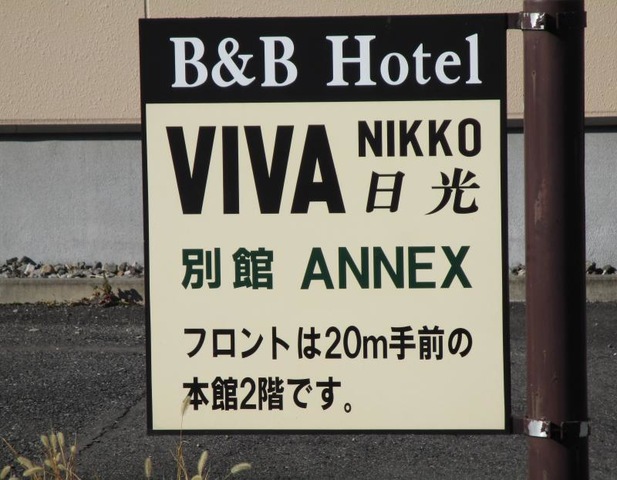 B&B Hotel
VIVA NIKKO
日光
別館 ANNEX
フロントは20m手前の
本館2階です。